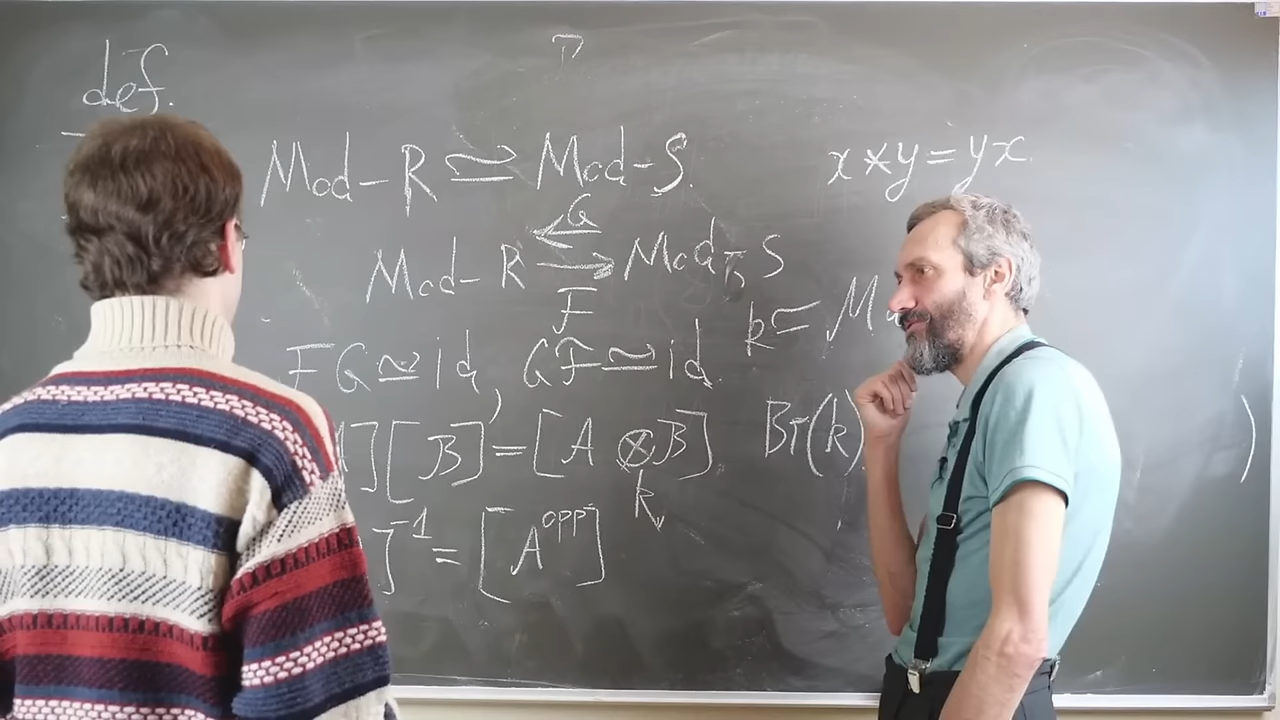 def.
Mod-R ≃ Mod-S.
x * y = yx.
G
Mod-R ⇄ Mod-S
F
k ⊆ M
FG ≃ id, GF ≃ id.
][B] = [A ⊗ B]
k
Br(k)
)
]⁻¹ = [A^opp]